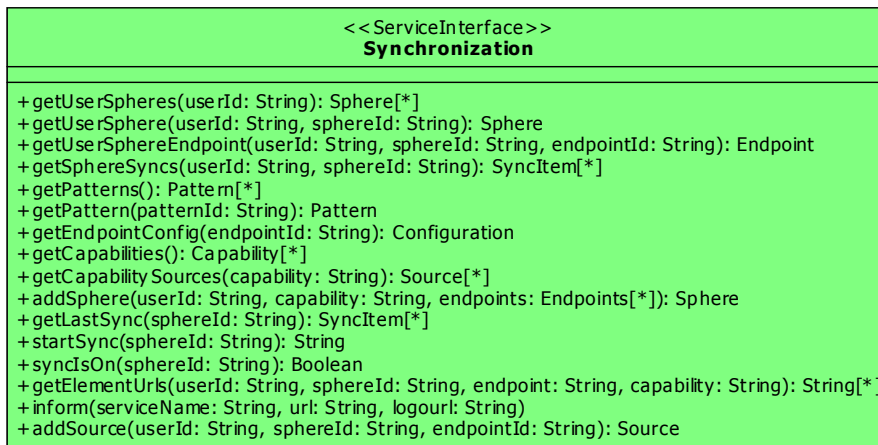 <<ServiceInterface>>
Synchronization
+getUserSpheres(userId: String): Sphere[*]
+getUserSphere(userId: String, sphereId: String): Sphere
+getUserSphereEndpoint(userId: String, sphereId: String, endpointId: String): Endpoint
+getSphereSyncs(userId: String, sphereId: String): SyncItem[*]
+getPatterns(): Pattern[*]
+getPattern(patternId: String): Pattern
+getEndpointConfig(endpointId: String): Configuration
+getCapabilities(): Capability[*]
+getCapabilitySources(capability: String): Source[*]
+addSphere(userId: String, capability: String, endpoints: Endpoints[*]): Sphere
+getLastSync(sphereId: String): SyncItem[*]
+startSync(sphereId: String): String
+syncIsOn(sphereId: String): Boolean
+getElementUrls(userId: String, sphereId: String, endpoint: String, capability: String): String[*]
+inform(serviceName: String, url: String, logourl: String)
+addSource(userId: String, sphereId: String, endpointId: String): Source